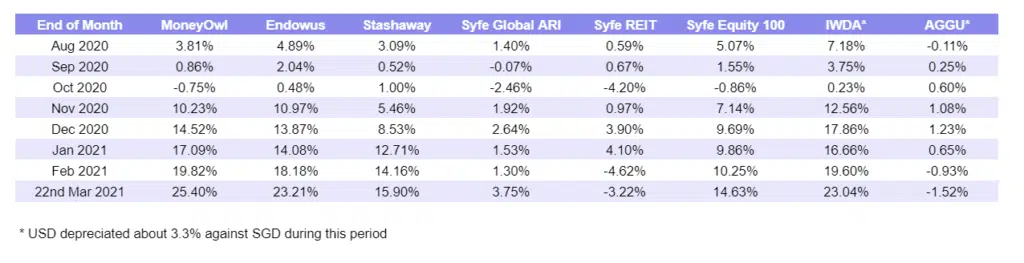 End of Month MoneyOwl Endowus Stashaway Syfe Global ARI Syfe REIT Syfe Equity 100 IWDA* AGGU*
Aug 2020 3.81% 4.89% 3.09% 1.40% 0.59% 5.07% 7.18% -0.11%
Sep 2020 0.86% 2.04% 0.52% -0.07% 0.67% 1.55% 3.75% 0.25%
Oct 2020 -0.75% 0.48% 1.00% -2.46% -4.20% -0.86% 0.23% 0.60%
Nov 2020 10.23% 10.97% 5.46% 1.92% 0.97% 7.14% 12.56% 1.08%
Dec 2020 14.52% 13.87% 8.53% 2.64% 3.90% 9.69% 17.86% 1.23%
Jan 2021 17.09% 14.08% 12.71% 1.53% 4.10% 9.86% 16.66% 0.65%
Feb 2021 19.82% 18.18% 14.16% 1.30% -4.62% 10.25% 19.60% -0.93%
22nd Mar 2021 25.40% 23.21% 15.90% 3.75% -3.22% 14.63% 23.04% -1.52%
* USD depreciated about 3.3% against SGD during this period